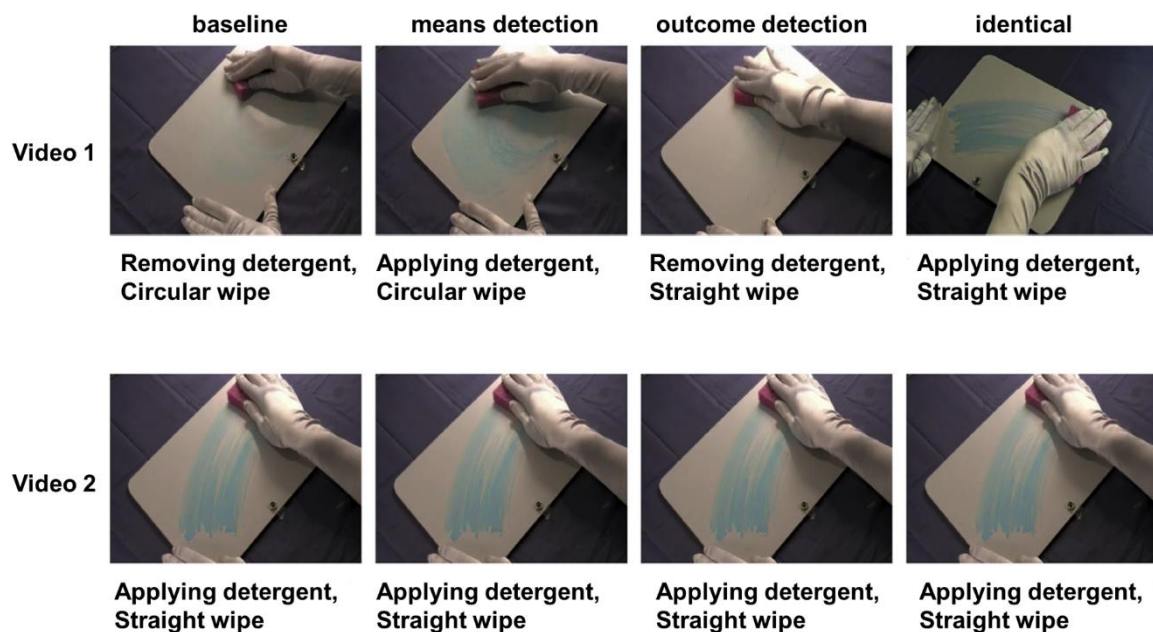 baseline means detection outcome detection identical
Video 1
Removing detergent, Applying detergent, Removing detergent, Applying detergent,
Circular wipe Circular wipe Straight wipe Straight wipe
Video 2
Applying detergent, Applying detergent, Applying detergent, Applying detergent,
Straight wipe Straight wipe Straight wipe Straight wipe